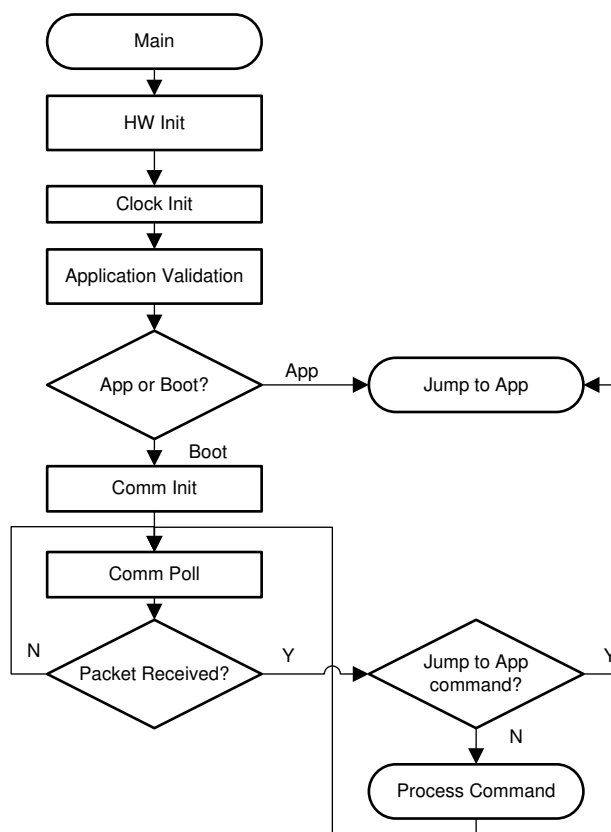 Main
HW Init
Clock Init
Application Validation
App or Boot?
App
Jump to App
Boot
Comm Init
Comm Poll
N
Packet Received?
Y
Jump to App
command?
Y
N
Process Command